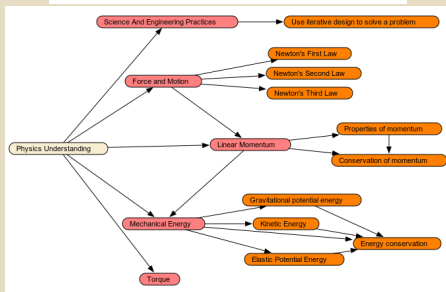 Science And Engineering Practices
Use iterative design to solve a problem
Newton's First Law
Force and Motion
Newton's Second Law
Newton's Third Law
Properties of momentum
Physics Understanding
Linear Momentum
Conservation of momentum
Gravitational potential energy
Mechanical Energy
Kinetic Energy
Energy conservation
Elastic Potential Energy
Torque